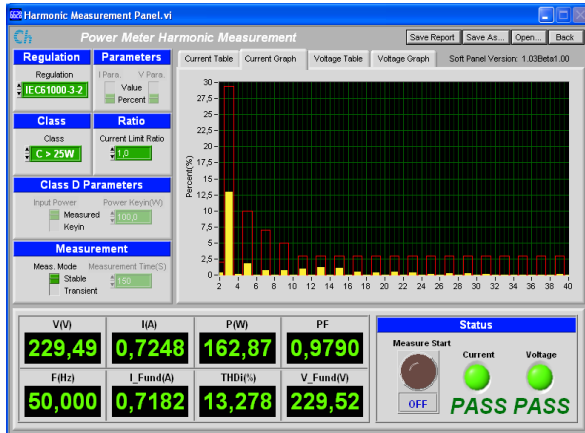 6628 Harmonic Measurement Panel.vi
Ch Power Meter Harmonic Measurement Save Report Save As... Open... Back
Regulation Parameters
Regulation
IEC61000-3-2
I Para. V Para.
Value
Percent
Class Ratio
Class
C > 25W
Current Limit Ratio
1,0
Class D Parameters
Input Power Power Keyin(W)
Measured 100,0
Keyin
Measurement
Meas. Mode Measurement Time(S)
Stable 150
Transient
Current Table Current Graph Voltage Table Voltage Graph Soft Panel Version: 1.03Beta1.00
Percent(%)
30
27,5
25
22,5
20
17,5
15
12,5
10
7,5
5
2,5
0
2 4 6 8 10 12 14 16 18 20 22 24 26 28 30 32 34 36 38 40
V(V) I(A) P(W) PF
229,49 0,7248 162,87 0,9790
F(Hz) I_Fund(A) THDi(%) V_Fund(V)
50,000 0,7182 13,278 229,52
Status
Measure Start
OFF
Current Voltage
PASS PASS